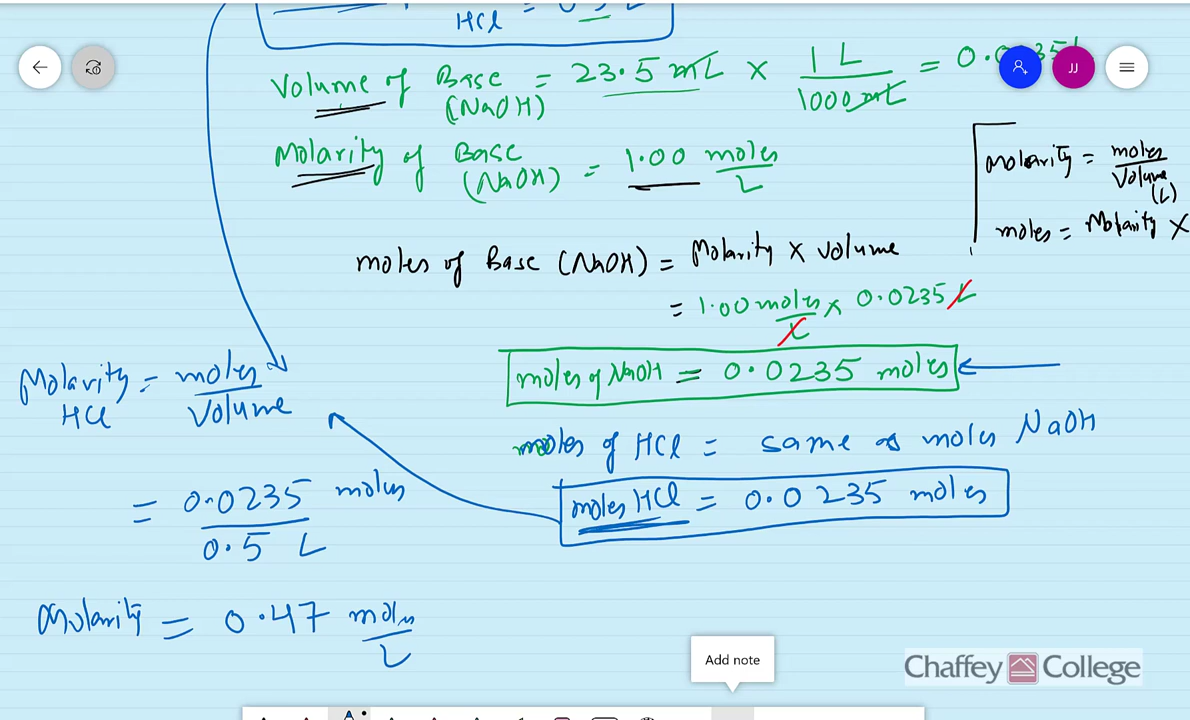 HCl
Volume of Base = 23.5 mL x 1 L / 1000 mL = 0.0235 L
(NaOH)
JJ
Molarity of Base = 1.00 moles / L
(NaOH)
molarity = moles / Volume (L)
moles = Molarity x
moles of Base (NaOH) = Molarity x volume
= 1.00 moles / L x 0.0235 L
moles of NaOH = 0.0235 moles
moles of HCl = same as moles NaOH
moles HCl = 0.0235 moles
Molarity = moles / Volume
HCl
= 0.0235 moles / 0.5 L
Molarity = 0.47 moles / L
Add note
Chaffey College